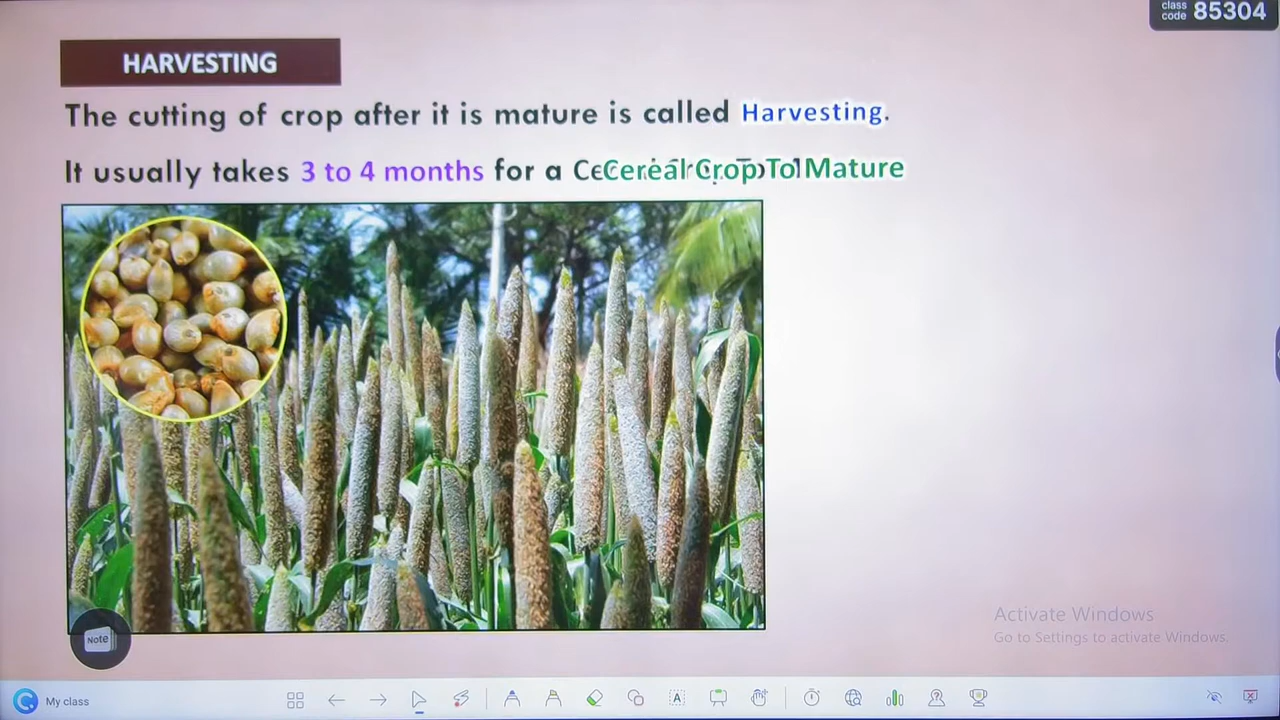 class code 85304
HARVESTING
The cutting of crop after it is mature is called Harvesting.
It usually takes 3 to 4 months for a Cereal Crop To Mature
Note
Activate Windows
Go to Settings to activate Windows.
My class